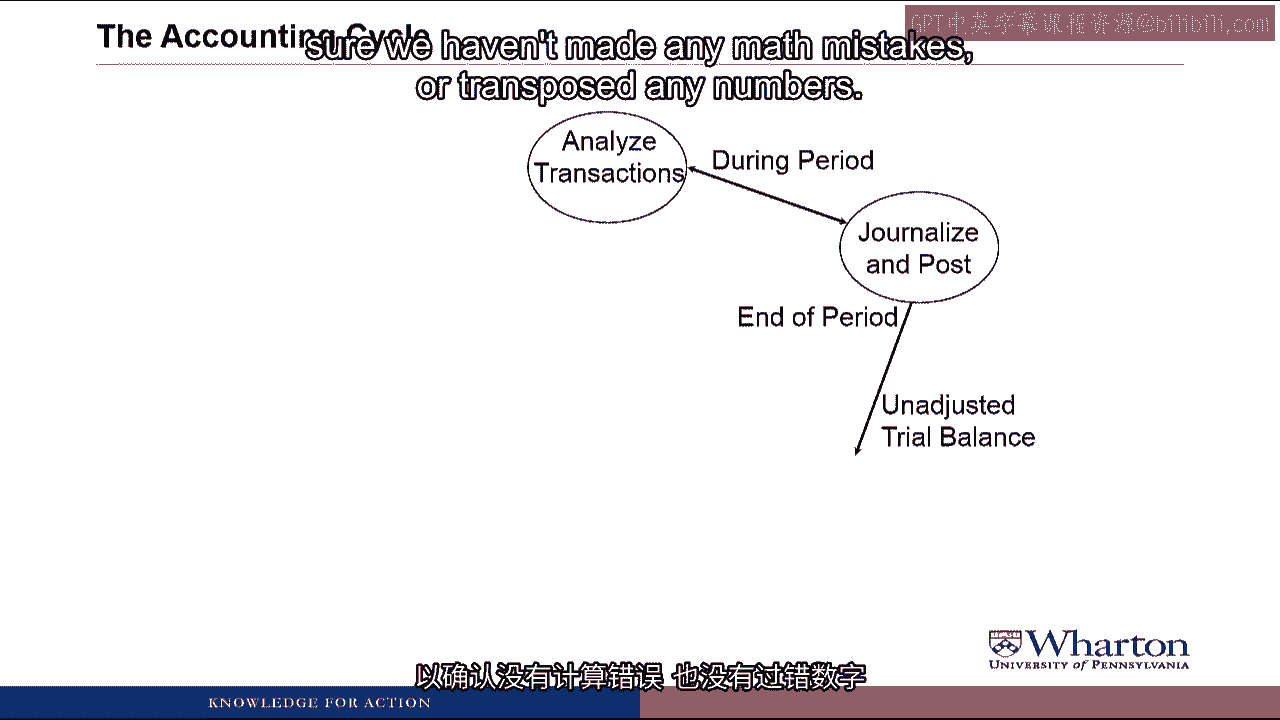 The Accounting Cycle
GPT中英字幕课程资源@bilibili.com
sure we haven't made any math mistakes,
or transposed any numbers.
Analyze
Transactions
During Period
Journalize
and Post
End of Period
Unadjusted
Trial Balance
Wharton
UNIVERSITY of PENNSYLVANIA
以确认没有计算错误 也没有过错数字
KNOWLEDGE FOR ACTION